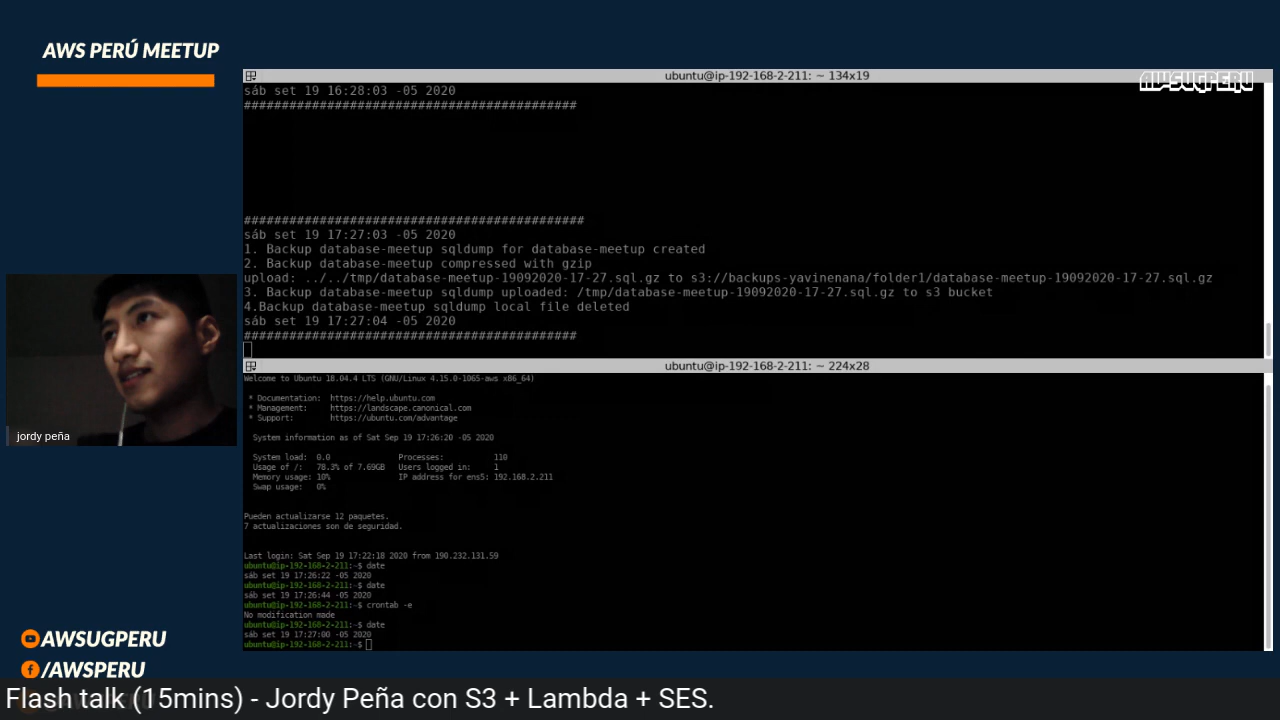 AWS PERÚ MEETUP
ubuntu@ip-192-168-2-211: ~ 134x19
AWSUGPERU
sáb set 19 16:28:03 -05 2020
############################################
#############################################
sáb set 19 17:27:03 -05 2020
1. Backup database-meetup sqldump for database-meetup created
2. Backup database-meetup compressed with gzip
upload: ../../tmp/database-meetup-19092020-17-27.sql.gz to s3://backups-yavinenana/folder1/database-meetup-19092020-17-27.sql.gz
3. Backup database-meetup sqldump uploaded: /tmp/database-meetup-19092020-17-27.sql.gz to s3 bucket
4.Backup database-meetup sqldump local file deleted
sáb set 19 17:27:04 -05 2020
############################################
ubuntu@ip-192-168-2-211: ~ 224x28
Welcome to Ubuntu 18.04.4 LTS (GNU/Linux 4.15.0-1065-aws x86_64)
* Documentation: https://help.ubuntu.com
* Management: https://landscape.canonical.com
* Support: https://ubuntu.com/advantage
System information as of Sat Sep 19 17:26:20 -05 2020
System load: 0.0 Processes: 110
Usage of /: 78.3% of 7.69GB Users logged in: 1
Memory usage: 10% IP address for ens5: 192.168.2.211
Swap usage: 0%
Pueden actualizarse 12 paquetes.
7 actualizaciones son de seguridad.
Last login: Sat Sep 19 17:22:18 2020 from 190.232.131.59
ubuntu@ip-192-168-2-211:~$ date
sáb set 19 17:26:22 -05 2020
ubuntu@ip-192-168-2-211:~$ date
sáb set 19 17:26:44 -05 2020
ubuntu@ip-192-168-2-211:~$ crontab -e
No modification made
ubuntu@ip-192-168-2-211:~$ date
sáb set 19 17:27:00 -05 2020
ubuntu@ip-192-168-2-211:~$
jordy peña
AWSUGPERU
/AWSPERU
Flash talk (15mins) - Jordy Peña con S3 + Lambda + SES.